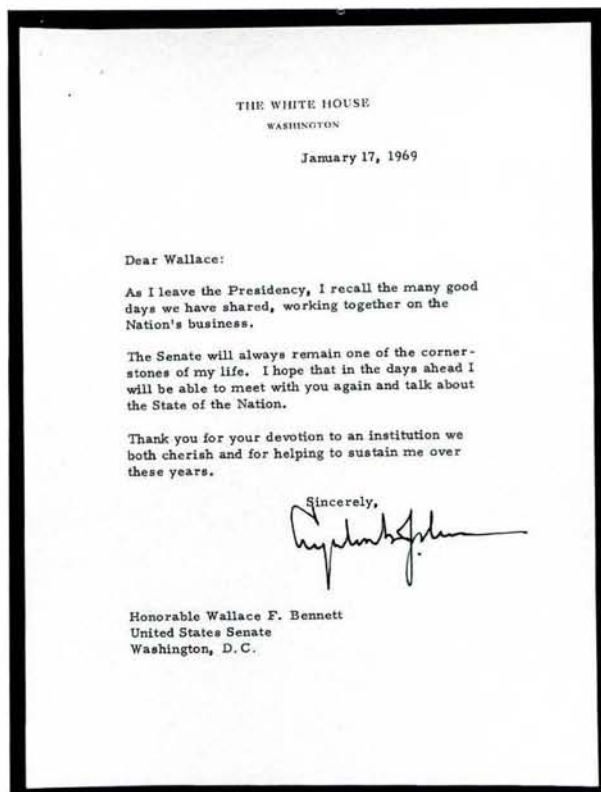 THE WHITE HOUSE
WASHINGTON
January 17, 1969
Dear Wallace:
As I leave the Presidency, I recall the many good
days we have shared, working together on the
Nation's business.
The Senate will always remain one of the corner-
stones of my life. I hope that in the days ahead I
will be able to meet with you again and talk about
the State of the Nation.
Thank you for your devotion to an institution we
both cherish and for helping to sustain me over
these years.
Sincerely,
Honorable Wallace F. Bennett
United States Senate
Washington, D.C.